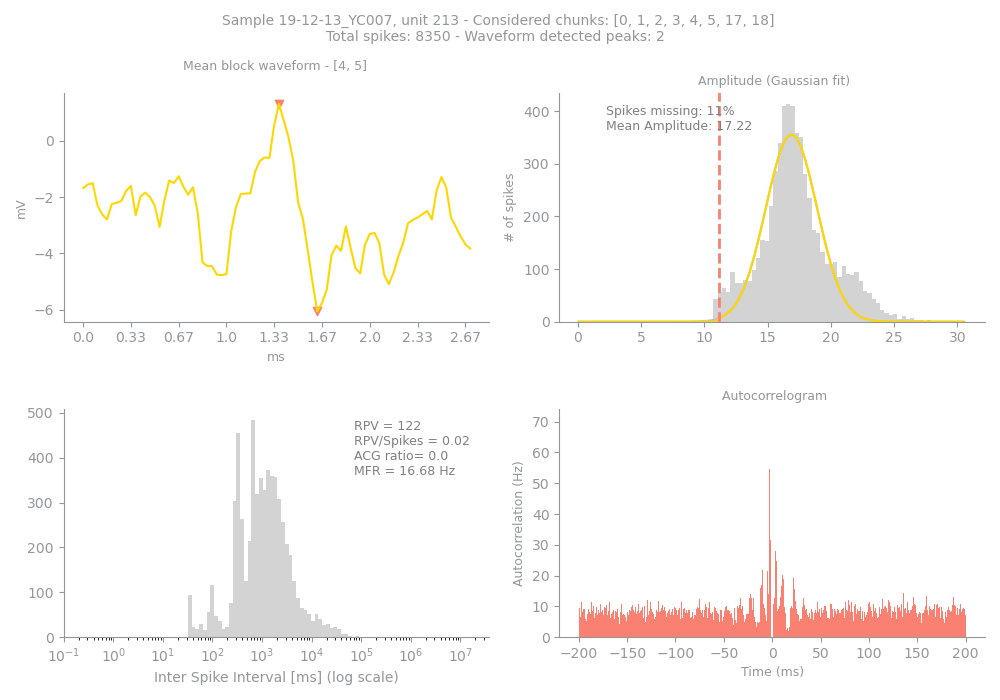 Sample 19-12-13_YC007, unit 213 - Considered chunks: [0, 1, 2, 3, 4, 5, 17, 18]
Total spikes: 8350 - Waveform detected peaks: 2
Mean block waveform - [4, 5]
mV
0
−2
−4
−6
0.0 0.33 0.67 1.0 1.33 1.67 2.0 2.33 2.67
ms
Amplitude (Gaussian fit)
Spikes missing: 11%
Mean Amplitude: 17.22
# of spikes
400
300
200
100
0
0 5 10 15 20 25 30
500
400
300
200
100
0
RPV = 122
RPV/Spikes = 0.02
ACG ratio= 0.0
MFR = 16.68 Hz
10⁻¹ 10⁰ 10¹ 10² 10³ 10⁴ 10⁵ 10⁶ 10⁷
Inter Spike Interval [ms] (log scale)
Autocorrelogram
Autocorrelation (Hz)
70
60
50
40
30
20
10
0
−200 −150 −100 −50 0 50 100 150 200
Time (ms)